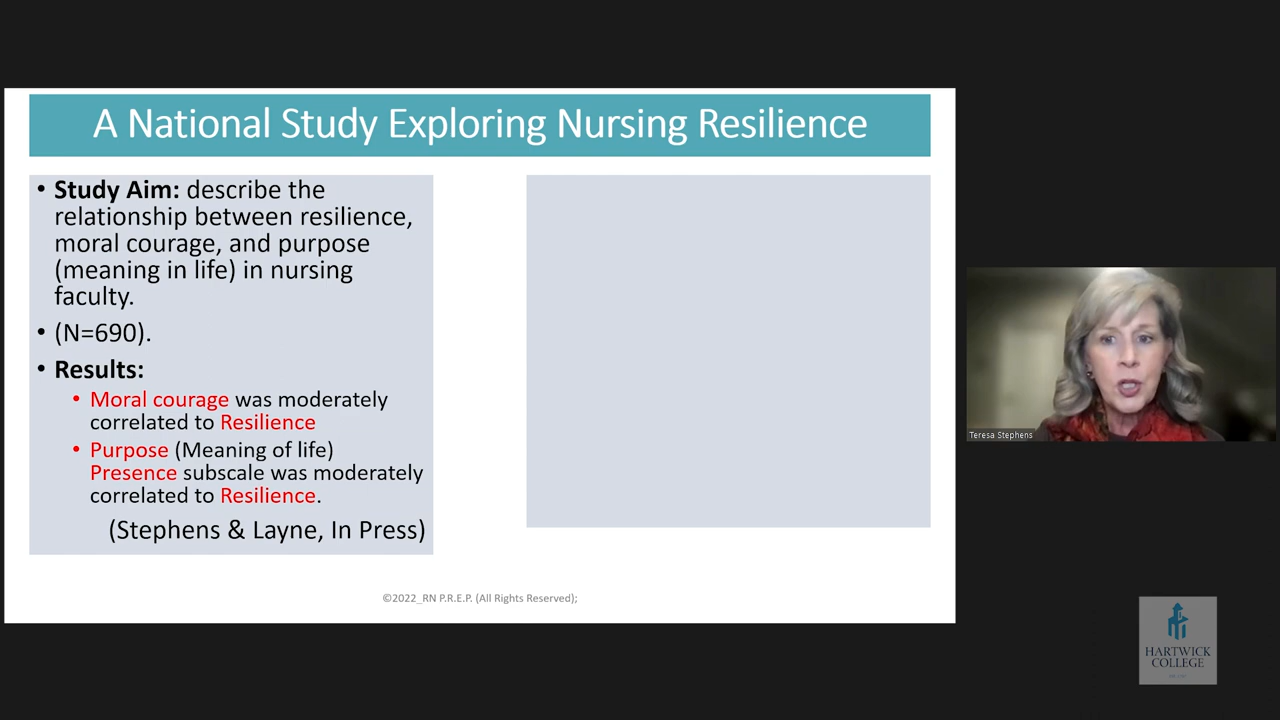 A National Study Exploring Nursing Resilience
• Study Aim: describe the
relationship between resilience,
moral courage, and purpose
(meaning in life) in nursing
faculty.
• (N=690).
• Results:
• Moral courage was moderately
correlated to Resilience
• Purpose (Meaning of life)
Presence subscale was moderately
correlated to Resilience.
(Stephens & Layne, In Press)
©2022_RN P.R.E.P. (All Rights Reserved);
Teresa Stephens
HARTWICK
COLLEGE